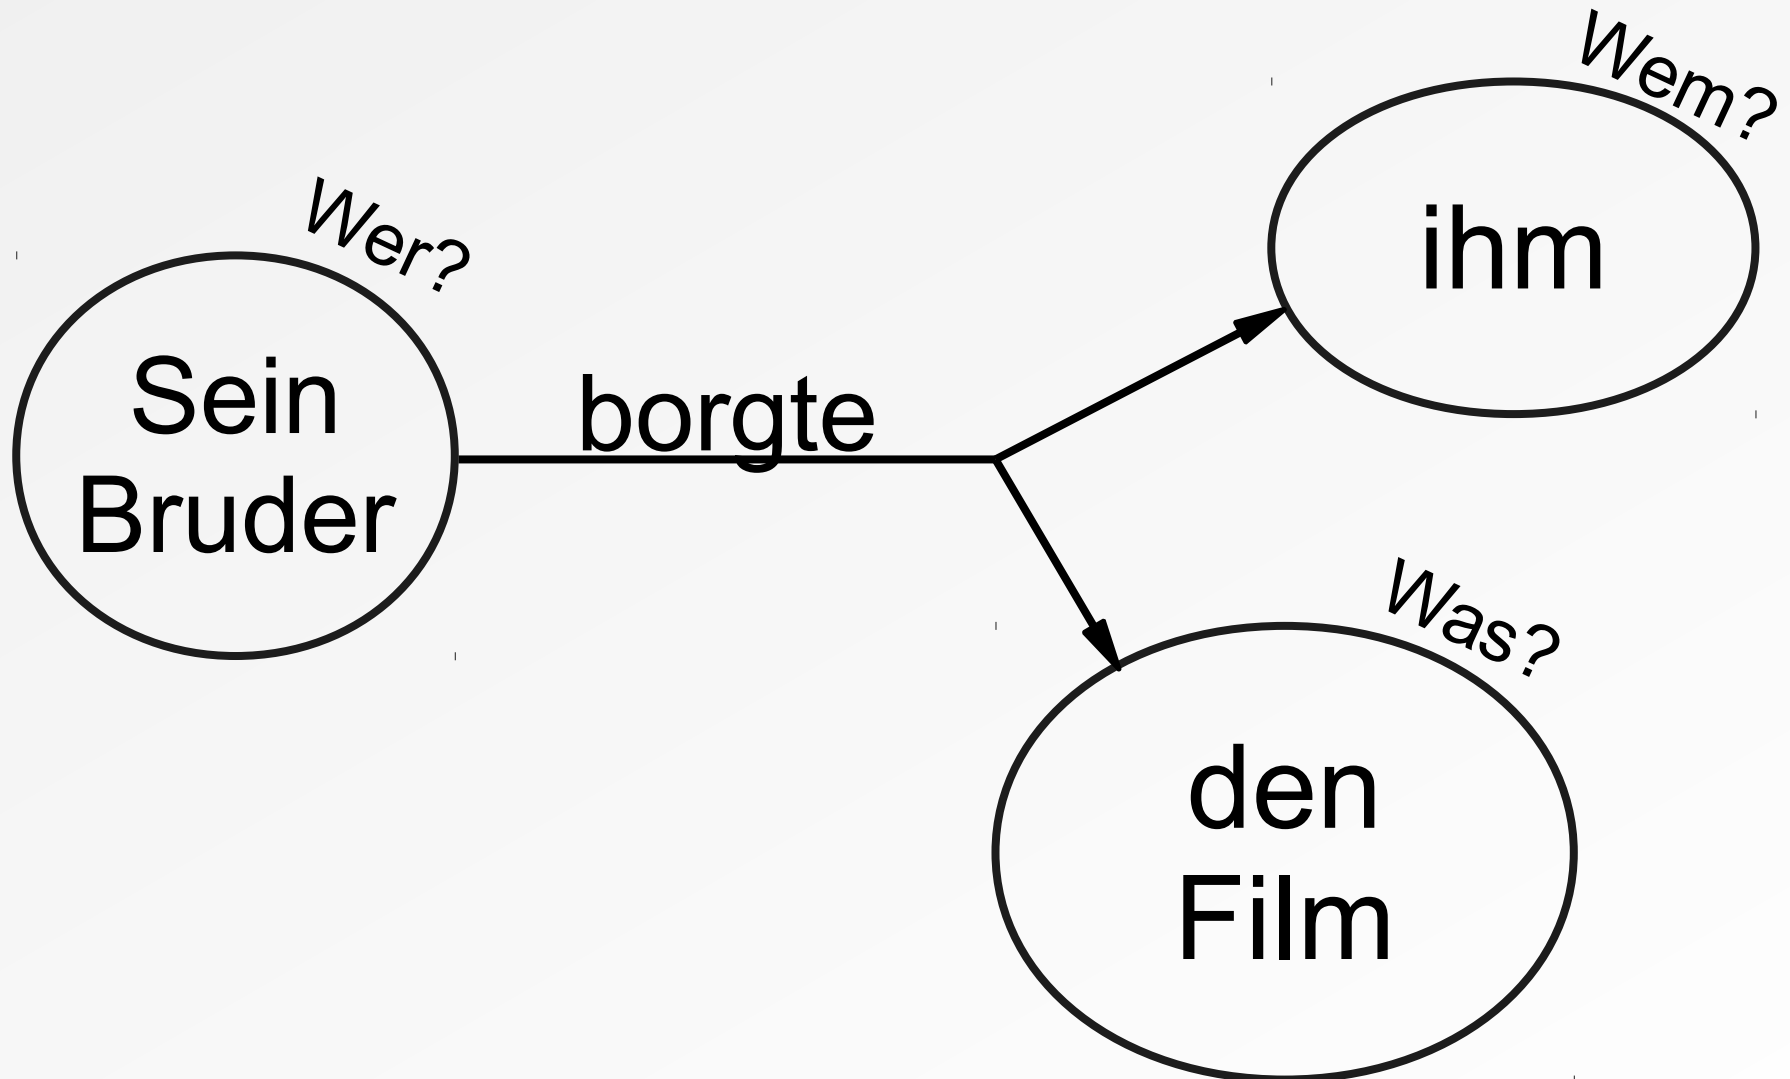 Wer?
Sein
Bruder
borgte
Wem?
ihm
Was?
den
Film